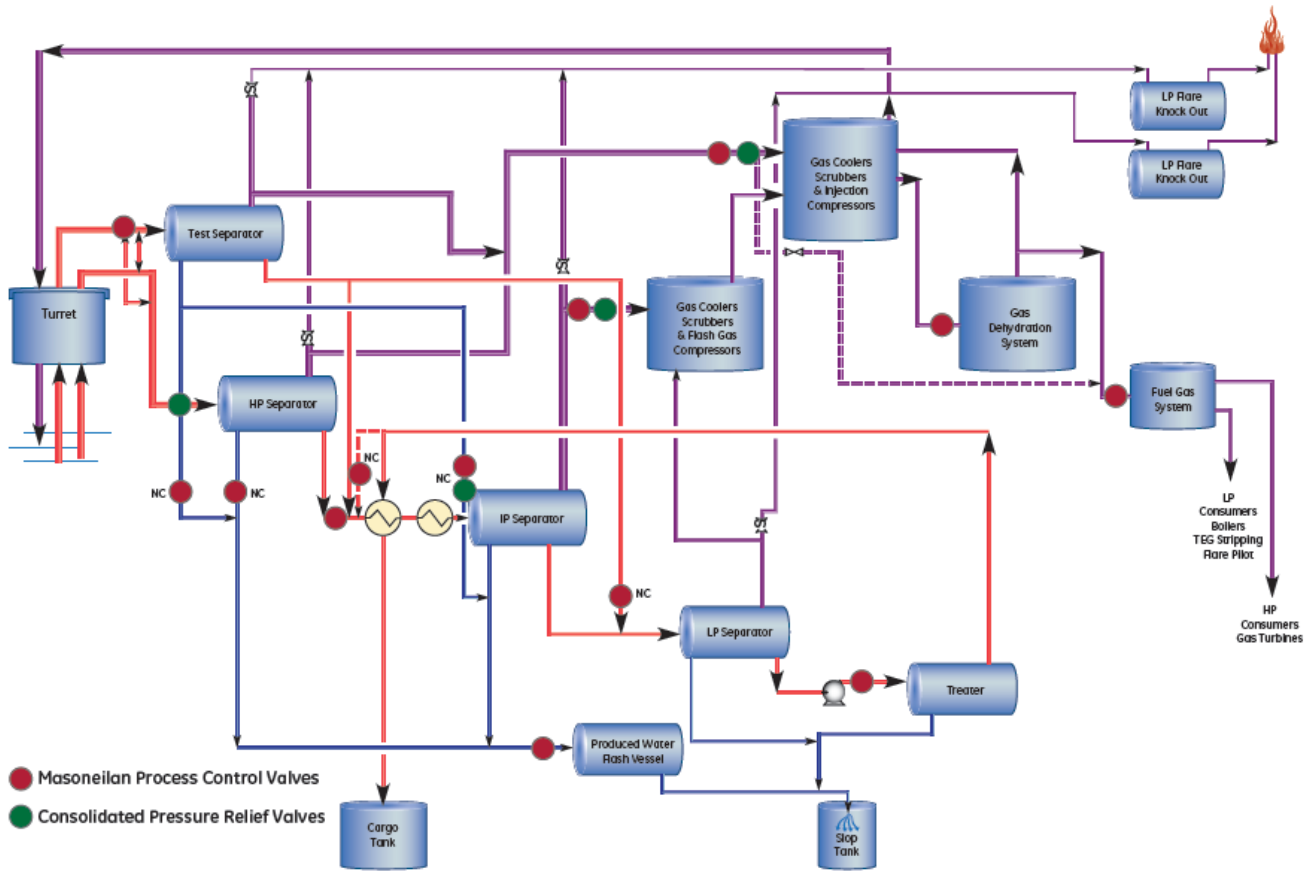 LP Flare
Knock Out
LP Flare
Knock Out
Gas Coolers
Scrubbers
& Injection
Compressors
Test Separator
Turret
Gas Coolers
Scrubbers
& Flash Gas
Compressors
Gas
Dehydration
System
HP Separator
Fuel Gas
System
NC
NC
NC
NC
IP Separator
LP
Consumers
Boilers
TEG Stripping
Flare Pilot
NC
HP
Consumers
Gas Turbines
LP Separator
Treater
Produced Water
Flash Vessel
Masoneilan Process Control Valves
Consolidated Pressure Relief Valves
Cargo
Tank
Slop
Tank